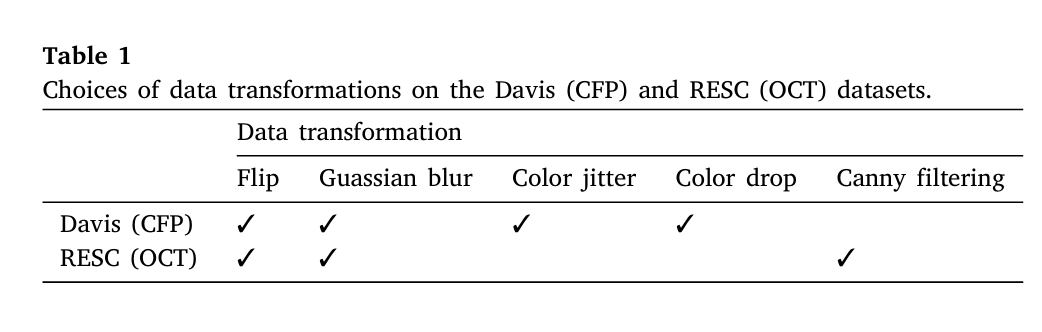 Table 1
Choices of data transformations on the Davis (CFP) and RESC (OCT) datasets.
Data transformation
Flip Guassian blur Color jitter Color drop Canny filtering
Davis (CFP) ✓ ✓ ✓ ✓
RESC (OCT) ✓ ✓ ✓